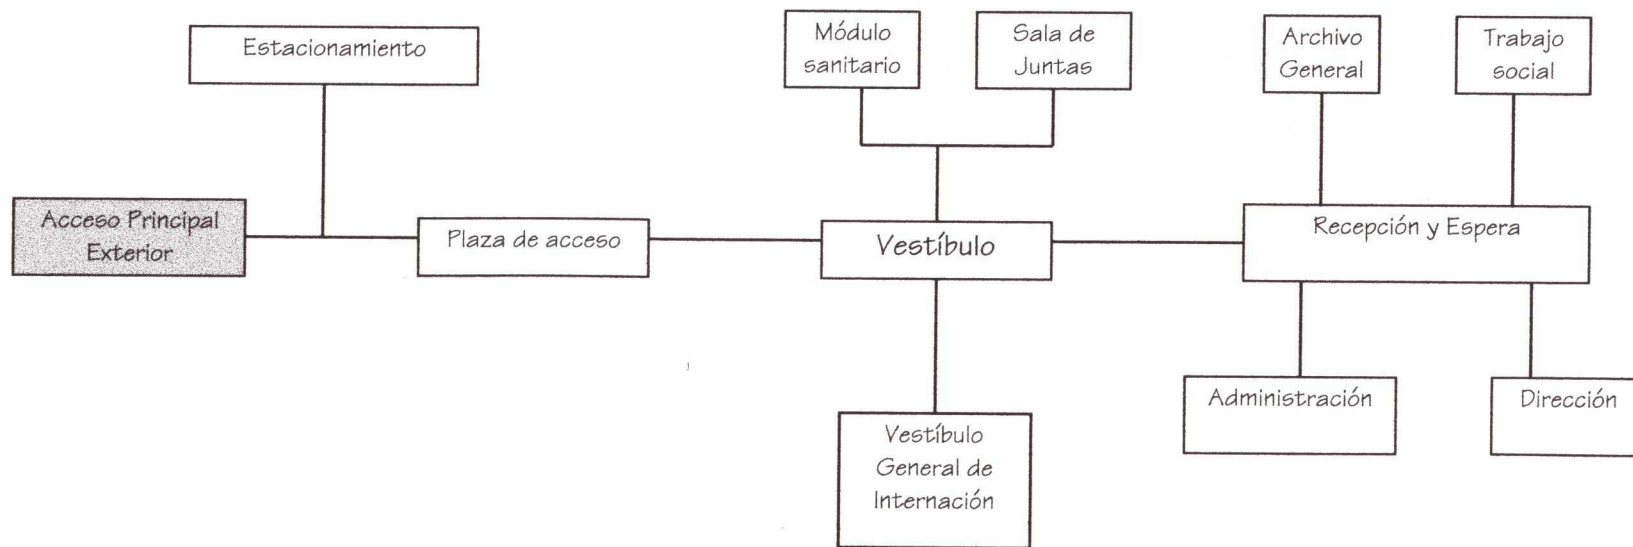 Estacionamiento
Módulo
sanitario
Sala de
Juntas
Archivo
General
Trabajo
social
Acceso Principal
Exterior
Plaza de acceso
Vestíbulo
Recepción y Espera
Administración
Dirección
Vestíbulo
General de
Internación